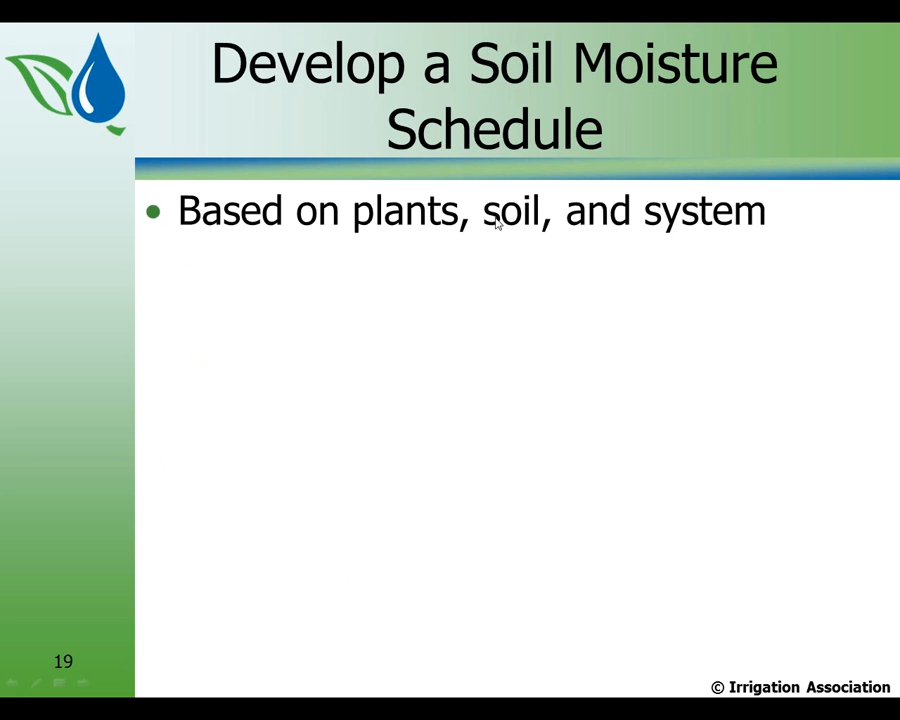 Develop a Soil Moisture
Schedule
• Based on plants, soil, and system
19
© Irrigation Association